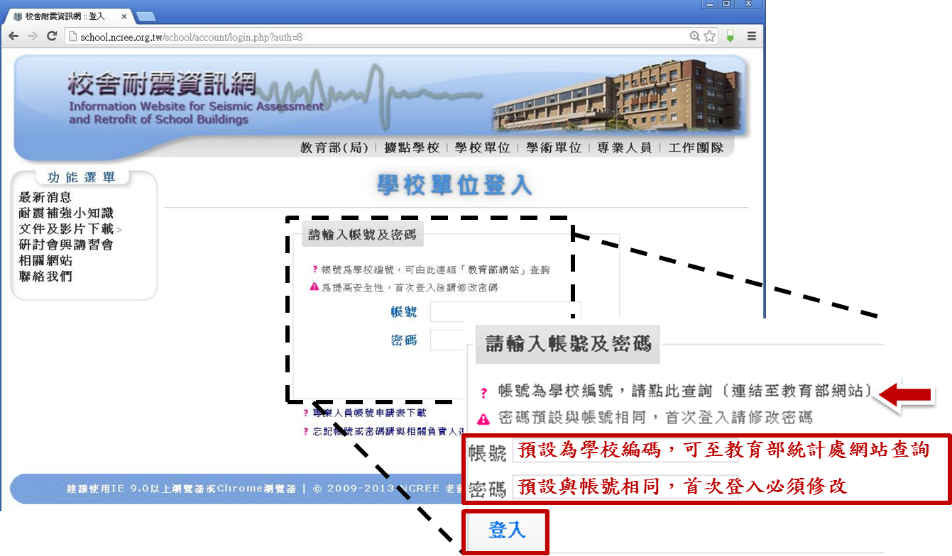 校舍耐震資訊網 :: 登入
school.ncree.org.tw/school/account/login.php?auth=8
校舍耐震資訊網
Information Website for Seismic Assessment
and Retrofit of School Buildings
教育部(局) | 據點學校 | 學校單位 | 學術單位 | 專業人員 | 工作團隊
功能選單
最新消息
耐震補強小知識
文件及影片下載>
研討會與講習會
相關網站
聯絡我們
學校單位登入
請輸入帳號及密碼
? 帳號為學校編號，可由此連結「教育部網站」查詢
為提高安全性，首次登入後請修改密碼
帳號
密碼
? 專業人員帳號申請表下載
? 忘記帳號或密碼請與相關負責人
建議使用IE 9.0以上瀏覽器或Chrome瀏覽器 | © 2009-2013 NCREE 老
請輸入帳號及密碼
? 帳號為學校編號，請點此查詢〔連結至教育部網站〕
密碼預設與帳號相同，首次登入請修改密碼
帳號 預設為學校編碼，可至教育部統計處網站查詢
密碼 預設與帳號相同，首次登入必須修改
登入